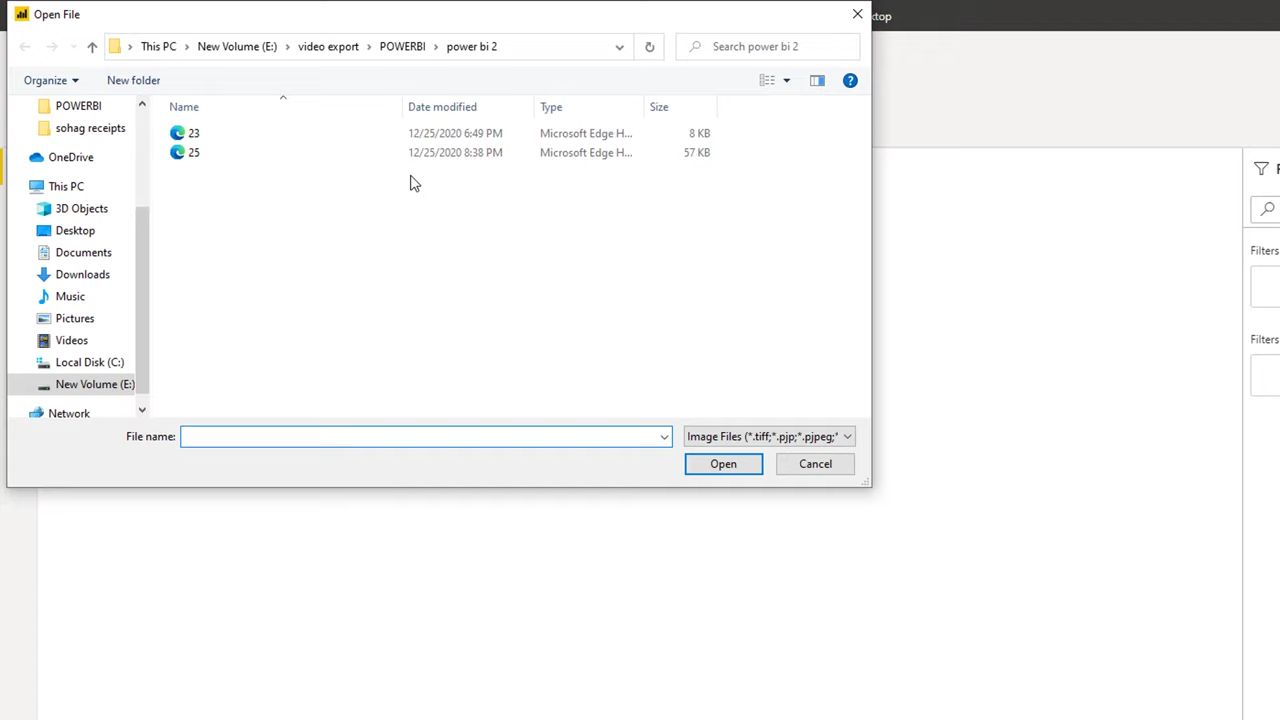 Open File
ktop
This PC > New Volume (E:) > video export > POWERBI > power bi 2
Search power bi 2
Organize
New folder
Name
Date modified
Type
Size
POWERBI
23
12/25/2020 6:49 PM
Microsoft Edge H...
8 KB
sohag receipts
25
12/25/2020 8:38 PM
Microsoft Edge H...
57 KB
OneDrive
This PC
3D Objects
Desktop
Documents
Downloads
Music
Pictures
Videos
Local Disk (C:)
New Volume (E:)
Network
File name:
Image Files (*.tiff;*.pjp;*.pjpeg;*
Open
Cancel
Filters
Filters